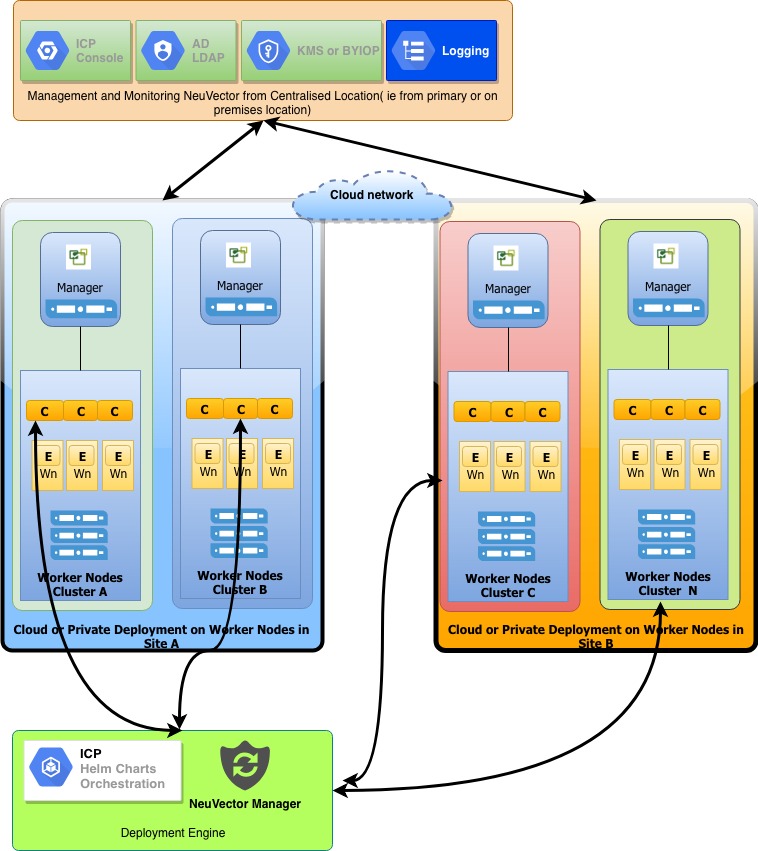 ICP
Console
AD
LDAP
KMS or BYIOP
Logging
Management and Monitoring NeuVector from Centralised Location( ie from primary or on
premises location)
Cloud network
Manager
Manager
Manager
Manager
C C C
C C C
C C C
C C C
E E E
Wn Wn Wn
E E E
Wn Wn Wn
E E E
Wn Wn Wn
E E E
Wn Wn Wn
Worker Nodes
Cluster A
Worker Nodes
Cluster B
Worker Nodes
Cluster C
Worker Nodes
Cluster N
Cloud or Private Deployment on Worker Nodes in
Site A
Cloud or Private Deployment on Worker Nodes in
Site B
ICP
Helm Charts
Orchestration
NeuVector Manager
Deployment Engine